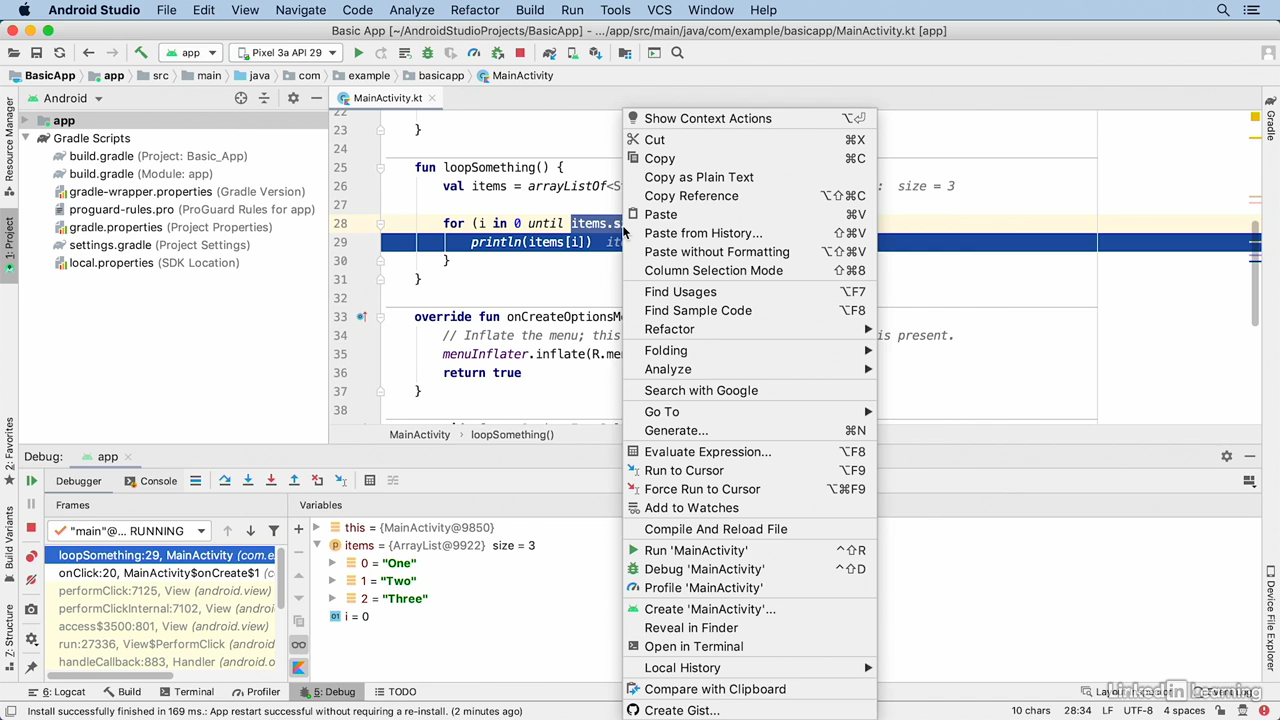 Android Studio File Edit View Navigate Code Analyze Refactor Build Run Tools VCS Window Help
Basic App [~/AndroidStudioProjects/BasicApp] - .../app/src/main/java/com/example/basicapp/MainActivity.kt [app]
app Pixel 3a API 29
BasicApp app src main java com example basicapp MainActivity
Android
MainActivity.kt
app
Gradle Scripts
build.gradle (Project: Basic_App)
build.gradle (Module: app)
gradle-wrapper.properties (Gradle Version)
proguard-rules.pro (ProGuard Rules for app)
gradle.properties (Project Properties)
settings.gradle (Project Settings)
local.properties (SDK Location)
Resource Manager
1: Project
2: Favorites
Build Variants
7: Structure
22
23 }
24
25 fun loopSomething() {
26 val items = arrayListOf<S : size = 3
27
28 for (i in 0 until items.s
29 println(items[i])
30 }
31 }
32
33 override fun onCreateOptionsMe
34 // Inflate the menu; this is present.
35 menuInflater.inflate(R.men
36 return true
37 }
38
MainActivity loopSomething()
Show Context Actions ⌥⏎
Cut ⌘X
Copy ⌘C
Copy as Plain Text
Copy Reference ⌥⇧⌘C
Paste ⌘V
Paste from History... ⇧⌘V
Paste without Formatting ⌥⇧⌘V
Column Selection Mode ⇧⌘8
Find Usages ⌥F7
Find Sample Code ⌥F8
Refactor
Folding
Analyze
Search with Google
Go To
Generate... ⌘N
Evaluate Expression... ⌥F8
Run to Cursor ⌥F9
Force Run to Cursor ⌥⌘F9
Add to Watches
Compile And Reload File
Run 'MainActivity' ^⇧R
Debug 'MainActivity' ^⇧D
Profile 'MainActivity'
Create 'MainActivity'...
Reveal in Finder
Open in Terminal
Local History
Compare with Clipboard
Create Gist...
Gradle
Device File Explorer
Debug: app
Debugger Console
Frames
"main"@... RUNNING
loopSomething:29, MainActivity (com.e
onClick:20, MainActivity$onCreate$1 (c
performClick:7125, View (android.view)
performClickInternal:7102, View (androi
access$3500:801, View (android.view)
run:27336, View$PerformClick (android
handleCallback:883, Handler (android.o
Variables
this = {MainActivity@9850}
items = {ArrayList@9922} size = 3
0 = "One"
1 = "Two"
2 = "Three"
i = 0
6: Logcat Build Terminal Profiler 5: Debug TODO
Linked in Learning
Install successfully finished in 169 ms.: App restart successful without requiring a re-install. (2 minutes ago)
10 chars 28:34 LF UTF-8 4 spaces